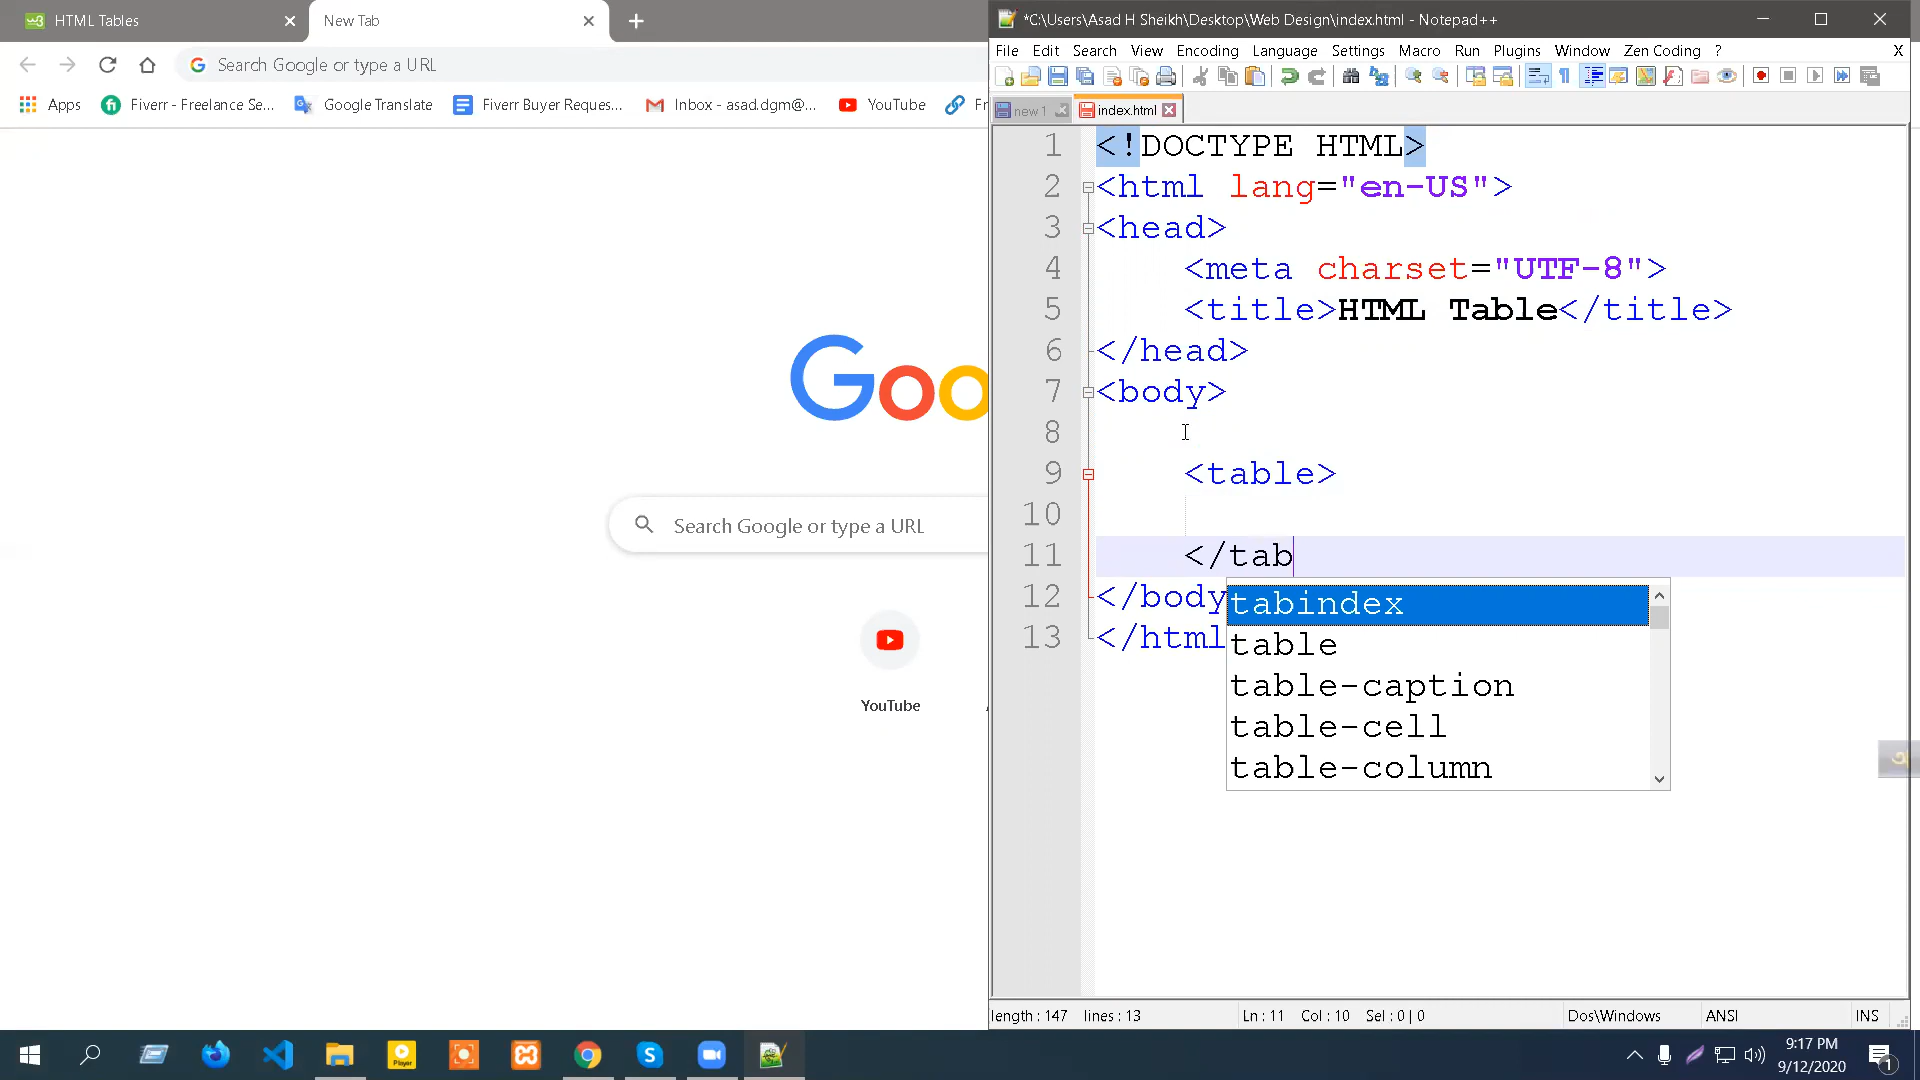 HTML Tables
New Tab
Search Google or type a URL
Apps
Fiverr - Freelance Se...
Google Translate
Fiverr Buyer Reques...
Inbox - asad.dgm@...
YouTube
Goo
Search Google or type a URL
YouTube
*C:\Users\Asad H Sheikh\Desktop\Web Design\index.html - Notepad++
File Edit Search View Encoding Language Settings Macro Run Plugins Window Zen Coding ? X
new 1
index.html
1 <!DOCTYPE HTML>
2 <html lang="en-US">
3 <head>
4 <meta charset="UTF-8">
5 <title>HTML Table</title>
6 </head>
7 <body>
8
9 <table>
10
11 </tab
12 </body
13 </html
tabindex
table
table-caption
table-cell
table-column
length : 147 lines : 13 Ln : 11 Col : 10 Sel : 0 | 0 Dos\Windows ANSI INS
9:17 PM
9/12/2020
1